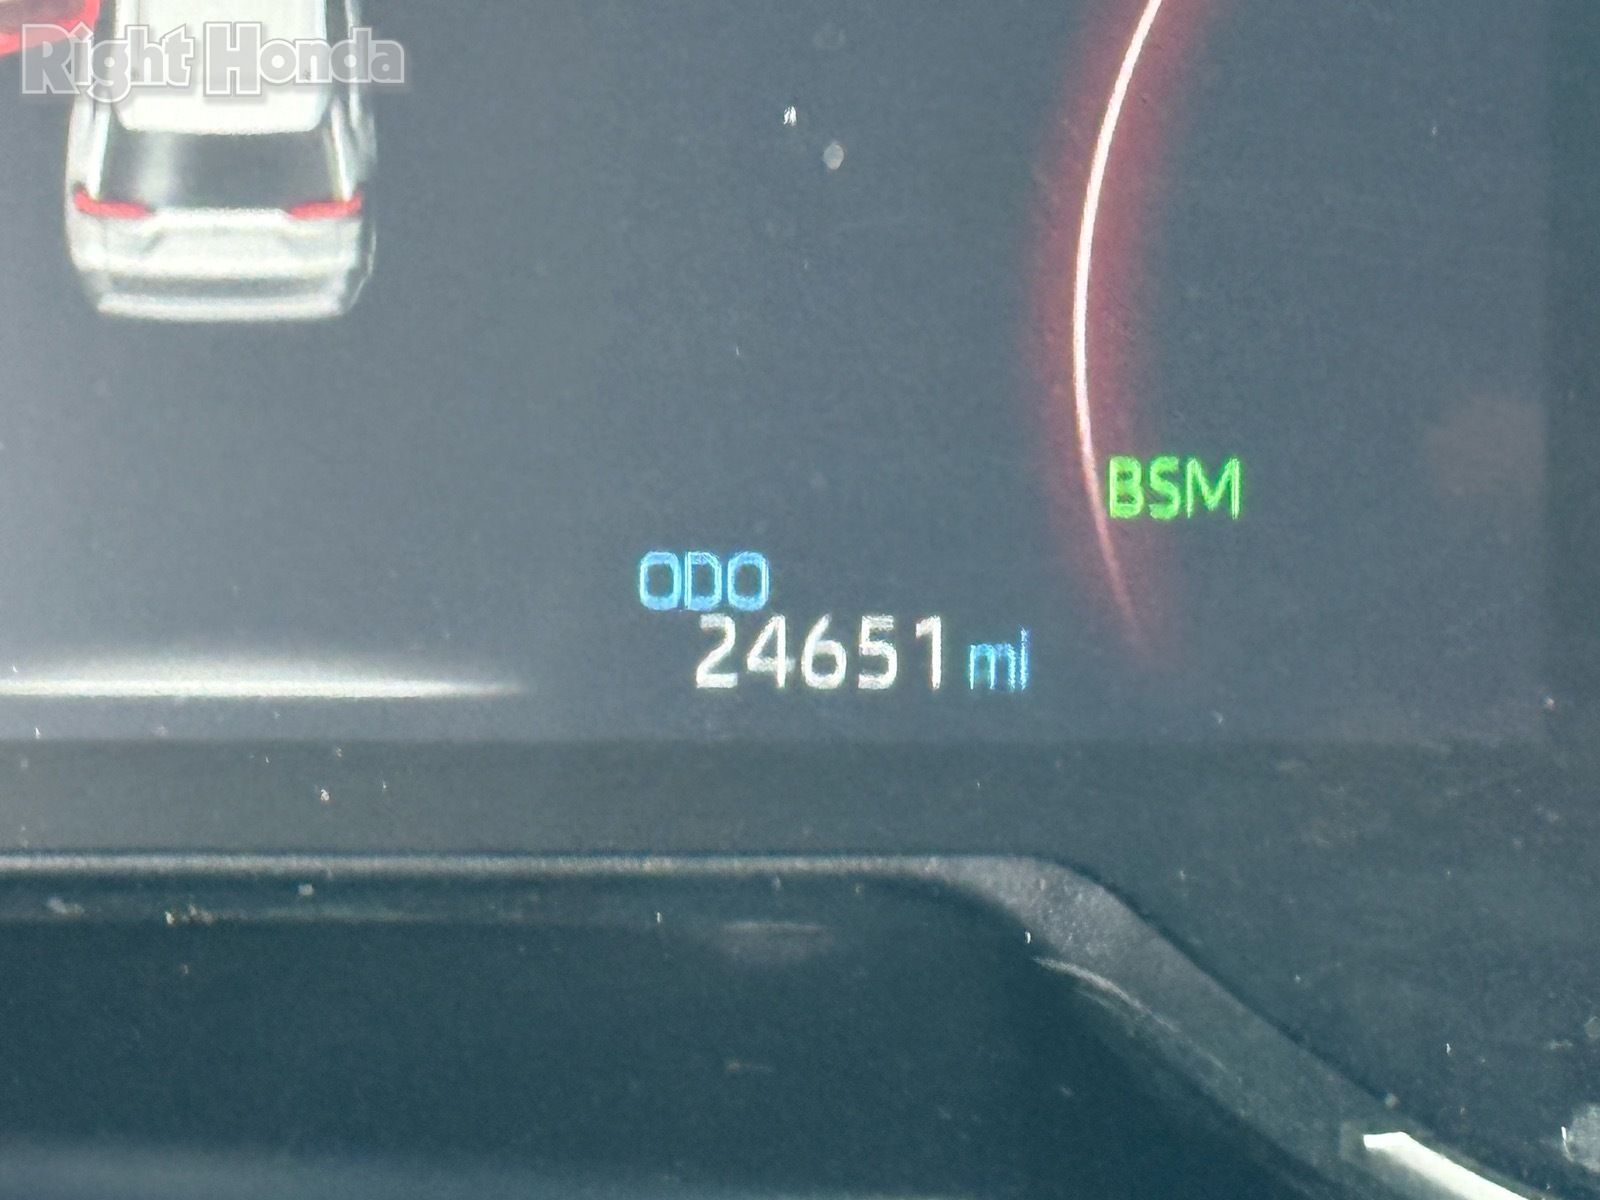 Right Honda
BSM
ODO
24651 mi